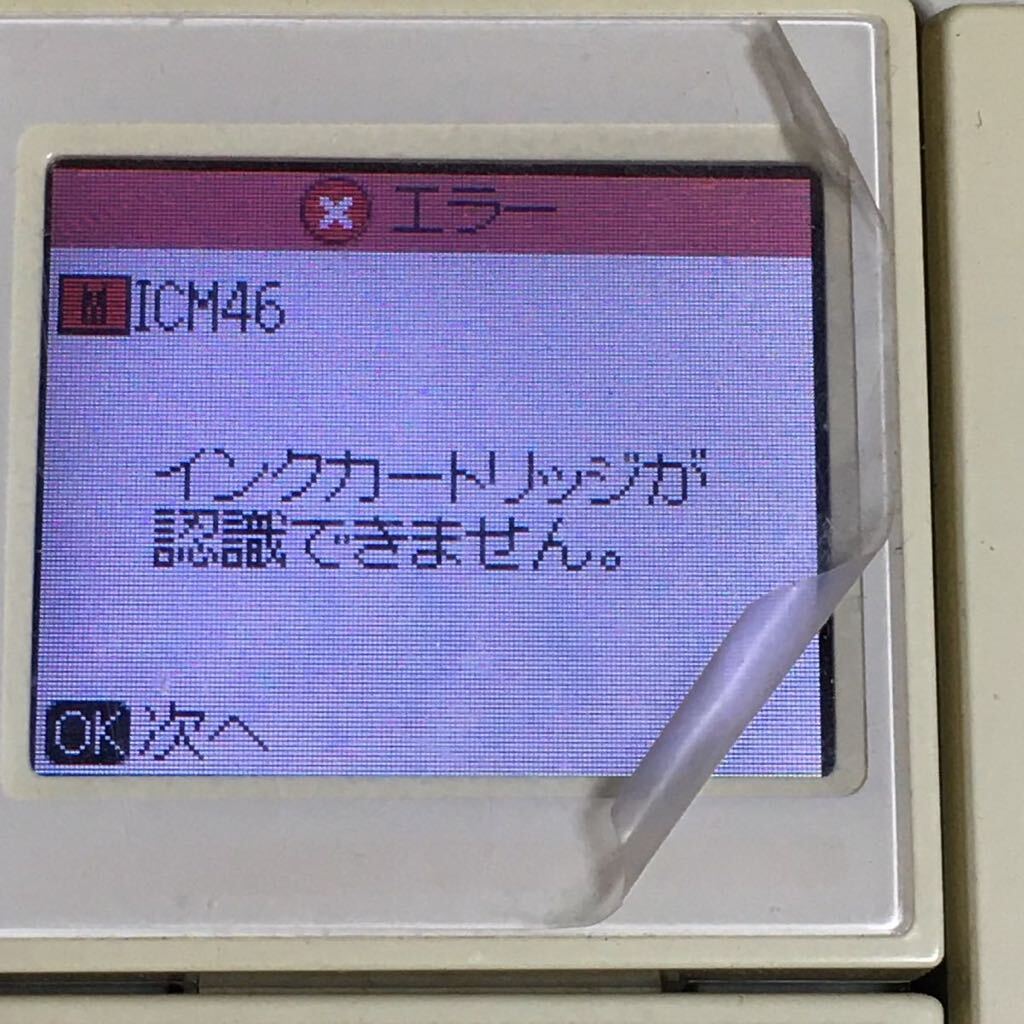 エラー
M ICM46
インクカートリッジが
認識できません。
OK 次へ